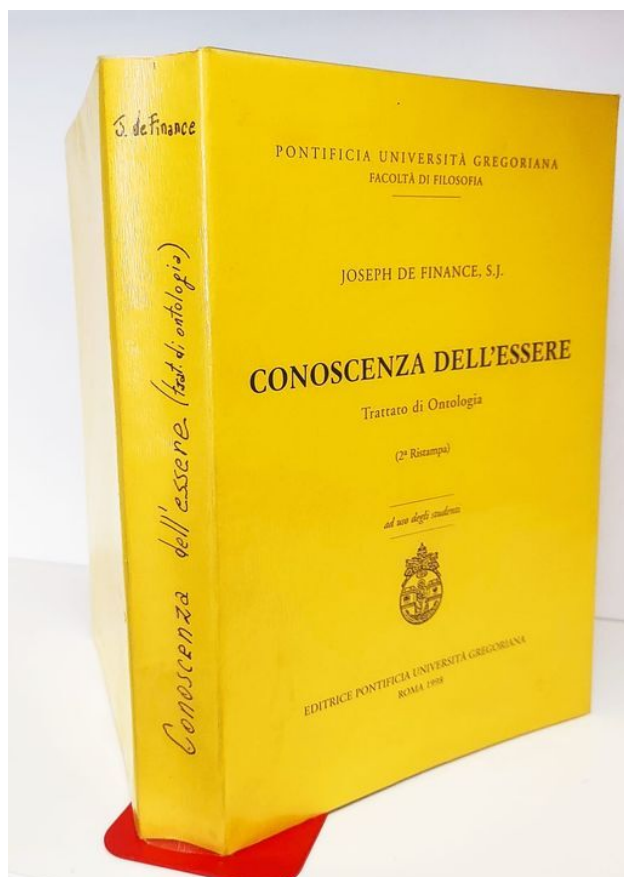 J. de Finance
Conoscenza dell'essere (trat. di ontologia)
PONTIFICIA UNIVERSITÀ GREGORIANA
FACOLTÀ DI FILOSOFIA
JOSEPH DE FINANCE, S.J.
CONOSCENZA DELL'ESSERE
Trattato di Ontologia
(2ª Ristampa)
ad uso degli studenti
EDITRICE PONTIFICIA UNIVERSITÀ GREGORIANA
ROMA 1998